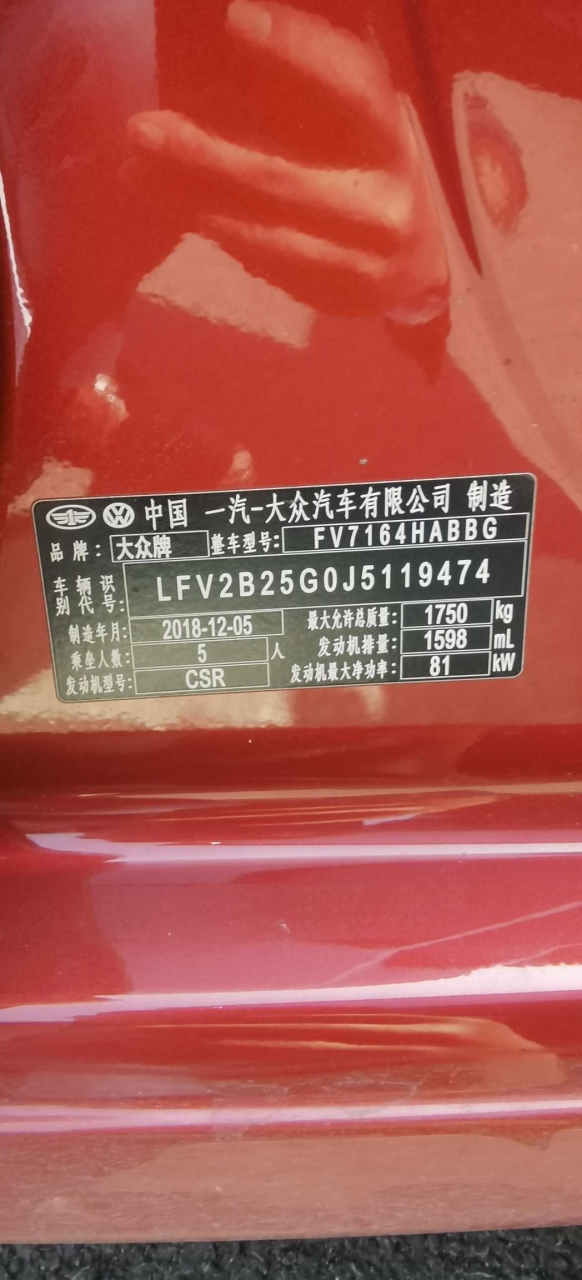 中国 一汽-大众汽车有限公司 制造
品牌: 大众牌 整车型号: FV7164HABBG
车辆识别代号: LFV2B25G0J5119474
制造年月: 2018-12-05 最大允许总质量: 1750 kg
乘坐人数: 5 人 发动机排量: 1598 mL
发动机型号: CSR 发动机最大净功率: 81 kW